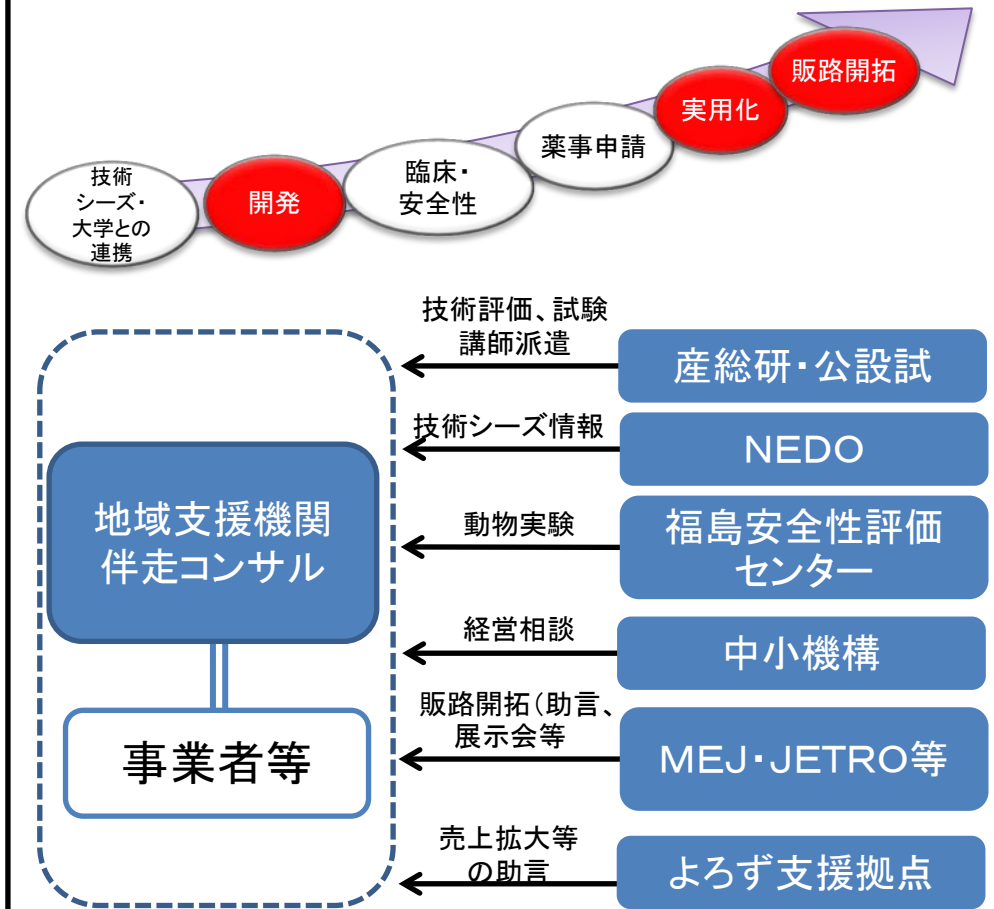 技術
シーズ・
大学との
連携
開発
臨床・
安全性
薬事申請
実用化
販路開拓
技術評価、試験
講師派遣
産総研・公設試
技術シーズ情報
NEDO
地域支援機関
伴走コンサル
動物実験
福島安全性評価
センター
経営相談
中小機構
事業者等
販路開拓(助言、
展示会等
MEJ・JETRO等
売上拡大等
の助言
よろず支援拠点